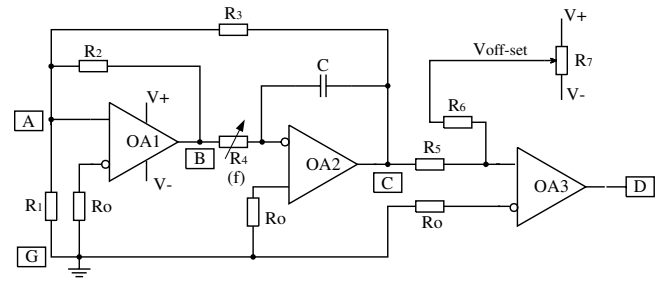 R3
V+
R2
C
Voff-set
R7
V-
A
V+
R6
OA1
B
R4
(f)
OA2
C
R5
V-
OA3
D
R1
Ro
Ro
Ro
G